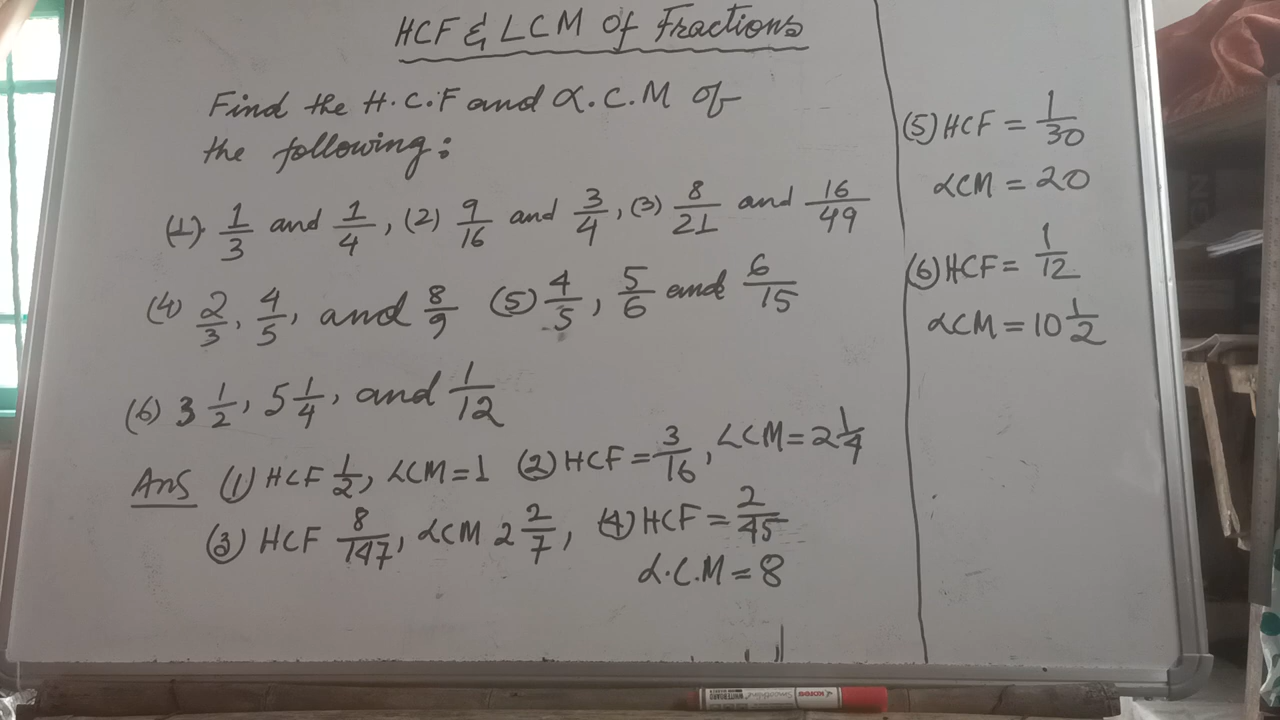 HCF & LCM Of Fractions
Find the H.C.F and L.C.M of
the following:
(1) 1/3 and 1/4, (2) 9/16 and 3/4, (3) 8/21 and 16/49
(4) 2/3, 4/5, and 8/9 (5) 4/5, 5/6 and 6/15
(6) 3 1/2, 5 1/4, and 1/12
Ans (1) HCF 1/2, LCM=1 (2) HCF = 3/16, LCM = 2 1/4
(3) HCF 8/147, LCM 2 2/7, (4) HCF = 2/45
L.C.M = 8
(5) HCF = 1/30
LCM = 20
(6) HCF = 1/12
LCM = 10 1/2
KORES
WHITEBOARD